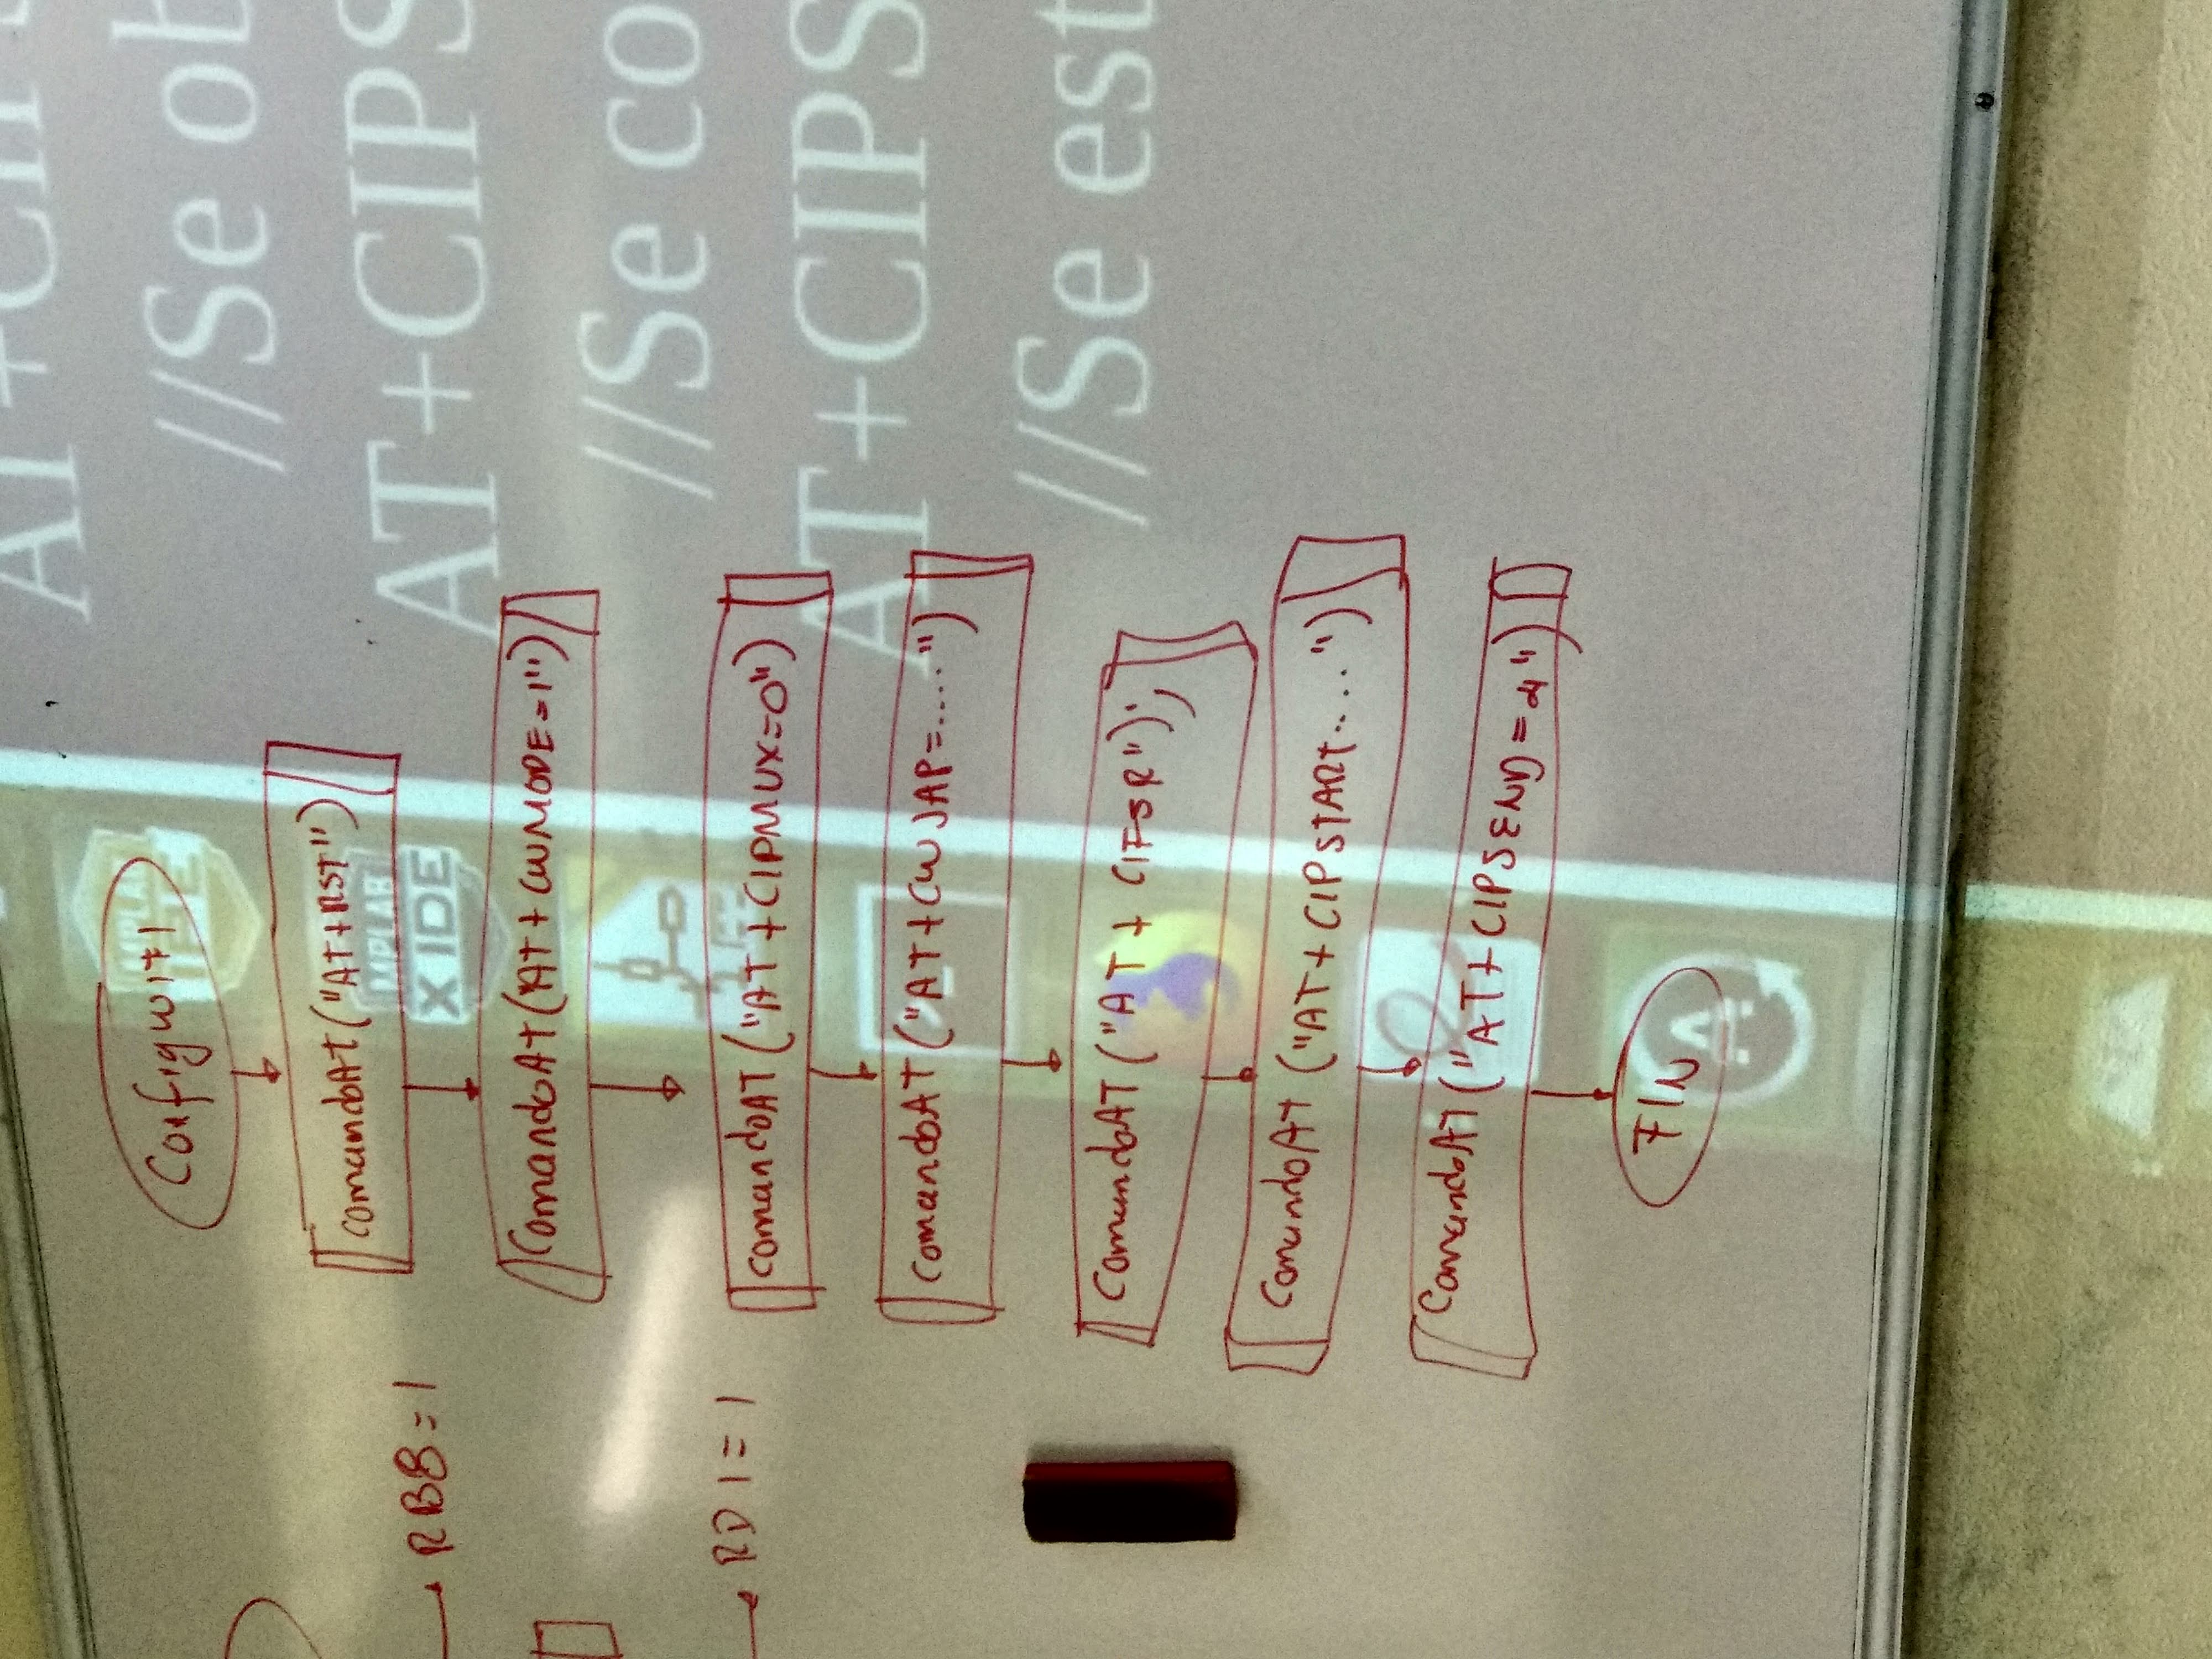 AT+CIPS
ConfigWiFi
MPLAB
//Se ob
comandoAT("AT+RST")
MPLAB
X IDE
RB8=1
AT+CIPS
ComandoAT("AT+CWMODE=1")
//Se co
RD1=1
comandoAT("AT+CIPMUX=0")
AT+CIPS
comandoAT("AT+CWJAP=....")
//Se est
ComandoAT("AT+CIFSR");
ComandoAT("AT+CIPSTART....")
ComandoAT("AT+CIPSEND=4")
FIN